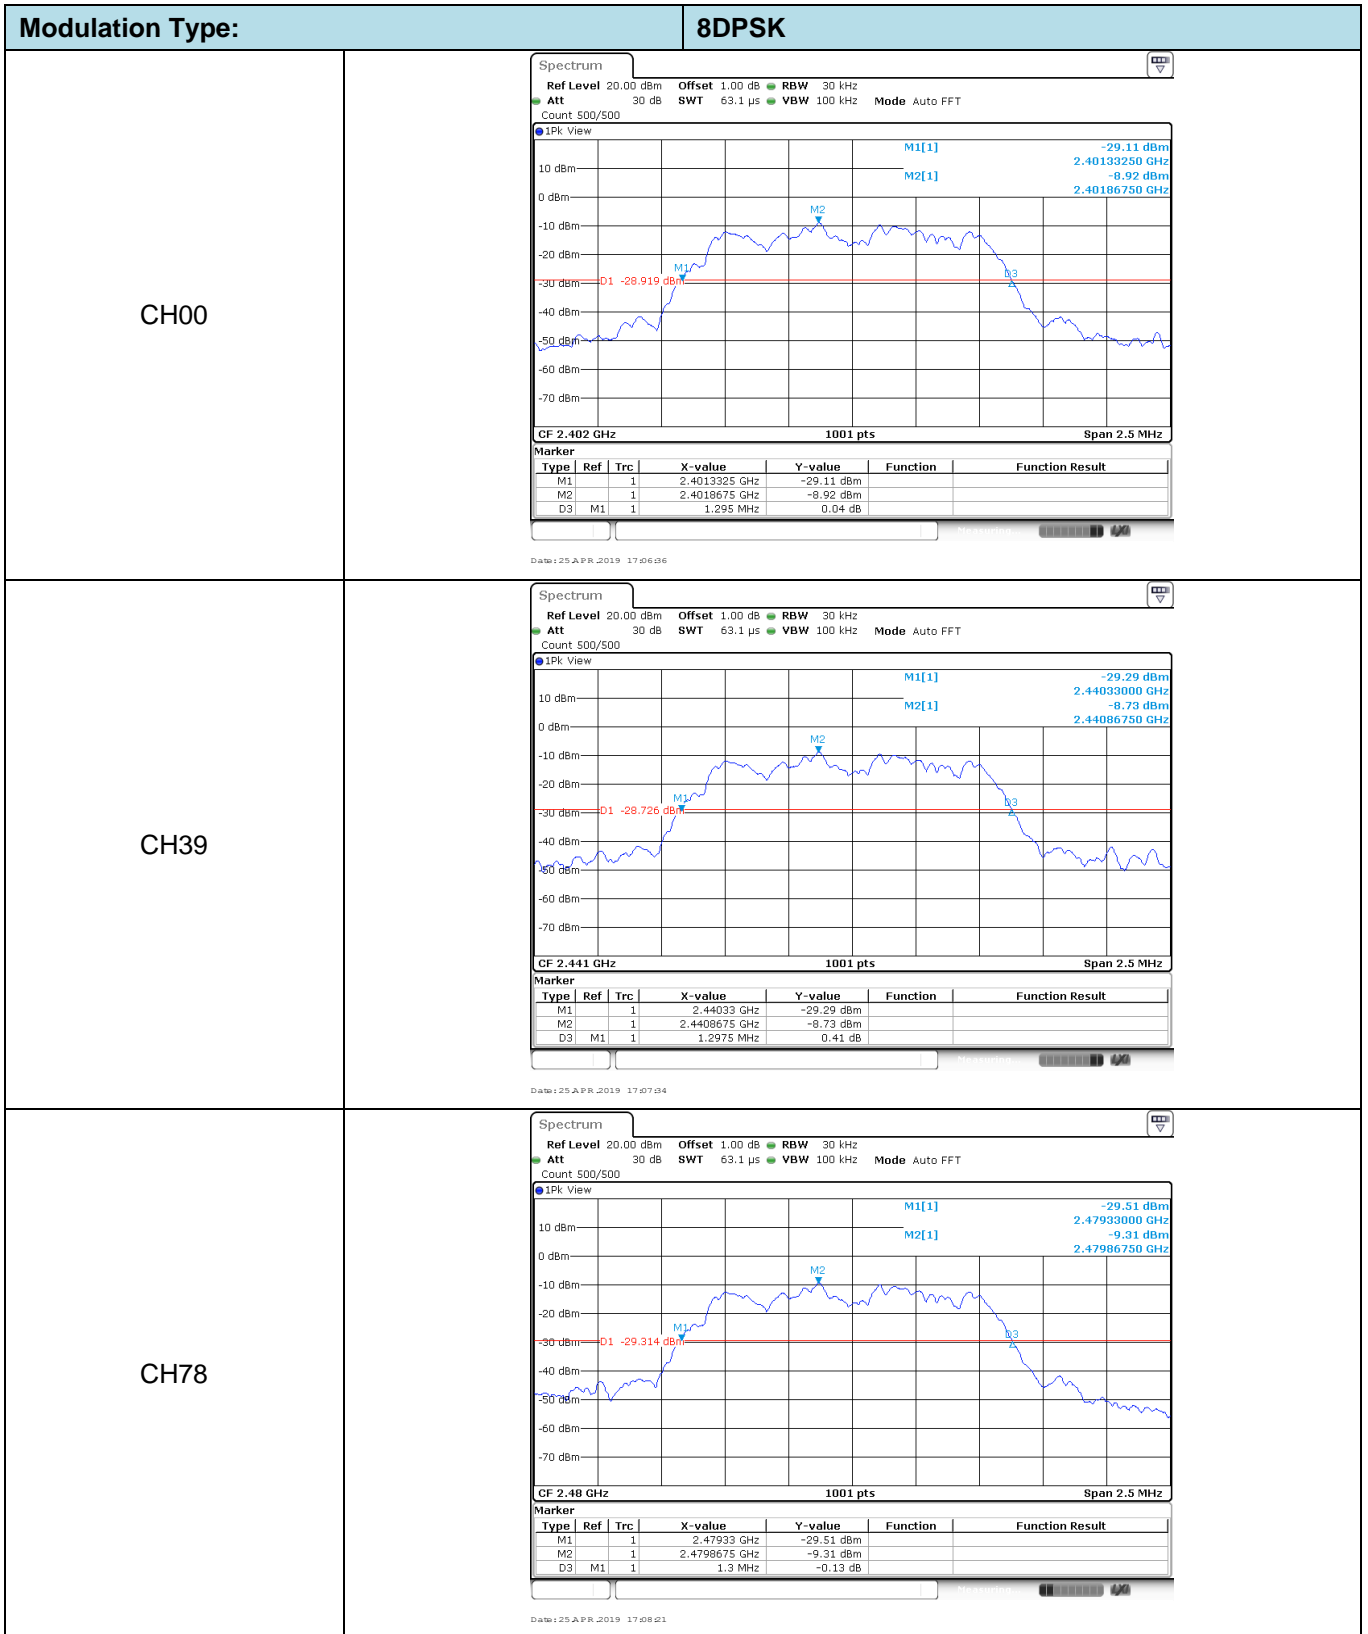 Modulation Type: 8DPSK
CH00
Spectrum
Ref Level 20.00 dBm Offset 1.00 dB RBW 30 kHz
Att 30 dB SWT 63.1 µs VBW 100 kHz Mode Auto FFT
Count 500/500
1Pk View
M1[1] -29.11 dBm
2.40133250 GHz
10 dBm
M2[1] -8.92 dBm
2.40186750 GHz
0 dBm
M2
-10 dBm
-20 dBm
M1
D3
D1 -28.919 dBm
-30 dBm
-40 dBm
-50 dBm
-60 dBm
-70 dBm
CF 2.402 GHz 1001 pts Span 2.5 MHz
Marker
Type Ref Trc X-value Y-value Function Function Result
M1 1 2.4013325 GHz -29.11 dBm
M2 1 2.4018675 GHz -8.92 dBm
D3 M1 1 1.295 MHz 0.04 dB
Measuring...
Date: 25.APR.2019 17:06:36
CH39
Spectrum
Ref Level 20.00 dBm Offset 1.00 dB RBW 30 kHz
Att 30 dB SWT 63.1 µs VBW 100 kHz Mode Auto FFT
Count 500/500
1Pk View
M1[1] -29.29 dBm
2.44033000 GHz
10 dBm
M2[1] -8.73 dBm
2.44086750 GHz
0 dBm
M2
-10 dBm
-20 dBm
M1
D3
D1 -28.726 dBm
-30 dBm
-40 dBm
-50 dBm
-60 dBm
-70 dBm
CF 2.441 GHz 1001 pts Span 2.5 MHz
Marker
Type Ref Trc X-value Y-value Function Function Result
M1 1 2.44033 GHz -29.29 dBm
M2 1 2.4408675 GHz -8.73 dBm
D3 M1 1 1.2975 MHz 0.41 dB
Measuring...
Date: 25.APR.2019 17:07:34
CH78
Spectrum
Ref Level 20.00 dBm Offset 1.00 dB RBW 30 kHz
Att 30 dB SWT 63.1 µs VBW 100 kHz Mode Auto FFT
Count 500/500
1Pk View
M1[1] -29.51 dBm
2.47933000 GHz
10 dBm
M2[1] -9.31 dBm
2.47986750 GHz
0 dBm
M2
-10 dBm
-20 dBm
M1
D3
D1 -29.314 dBm
-30 dBm
-40 dBm
-50 dBm
-60 dBm
-70 dBm
CF 2.48 GHz 1001 pts Span 2.5 MHz
Marker
Type Ref Trc X-value Y-value Function Function Result
M1 1 2.47933 GHz -29.51 dBm
M2 1 2.4798675 GHz -9.31 dBm
D3 M1 1 1.3 MHz -0.13 dB
Measuring...
Date: 25.APR.2019 17:08:21